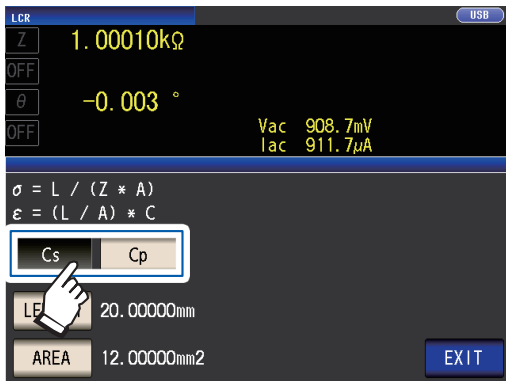 LCR USB
Z 1.00010kΩ
OFF
θ -0.003 °
OFF Vac 908.7mV
Iac 911.7μA
σ = L / (Z * A)
ε = (L / A) * C
Cs Cp
20.00000mm
AREA 12.00000mm2 EXIT